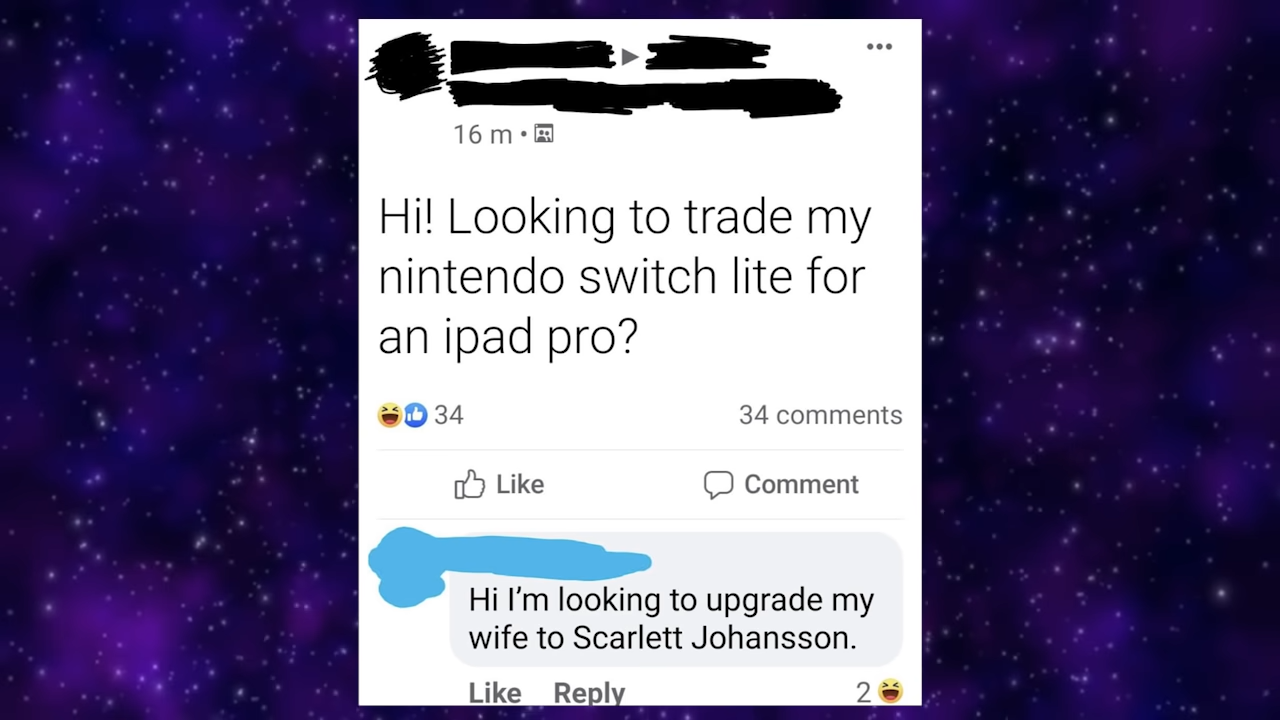 16 m •
Hi! Looking to trade my
nintendo switch lite for
an ipad pro?
34
34 comments
Like
Comment
Hi I’m looking to upgrade my
wife to Scarlett Johansson.
Like Reply
2